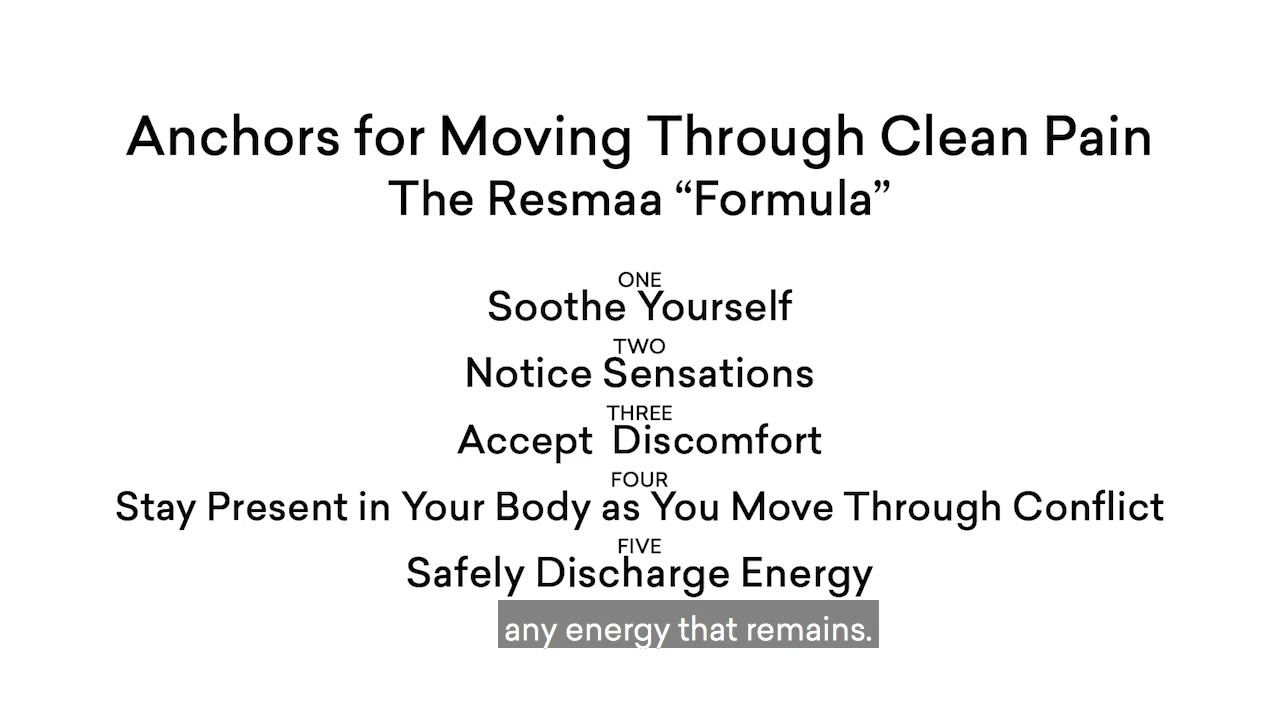 Anchors for Moving Through Clean Pain
The Resmaa “Formula”
ONE
Soothe Yourself
TWO
Notice Sensations
THREE
Accept Discomfort
FOUR
Stay Present in Your Body as You Move Through Conflict
FIVE
Safely Discharge Energy
any energy that remains.